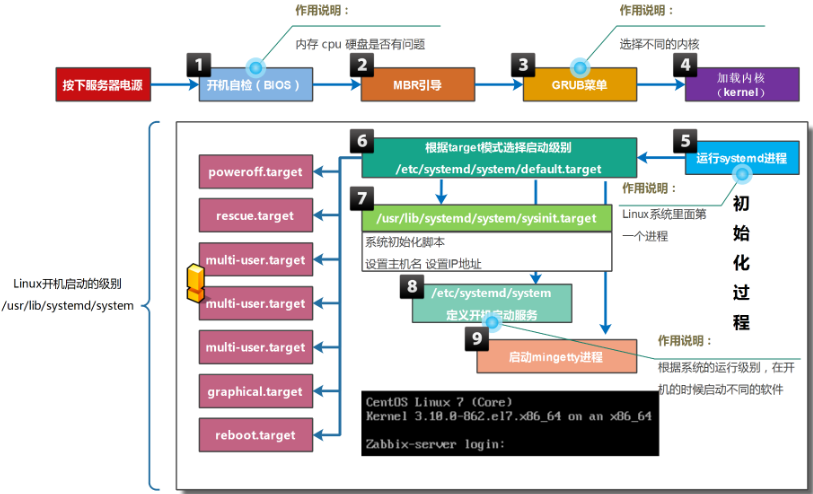 作用说明：
内存 cpu 硬盘是否有问题
作用说明：
选择不同的内核
按下服务器电源
1
开机自检（BIOS）
2
MBR引导
3
GRUB菜单
4
加载内核
（kernel）
5
运行systemd进程
作用说明：
Linux系统里面第
一个进程
初始化过程
6
根据target模式选择启动级别
/etc/systemd/system/default.target
7
/usr/lib/systemd/system/sysinit.target
系统初始化脚本
设置主机名 设置IP地址
8
/etc/systemd/system
定义开机启动服务
9
启动mingetty进程
作用说明：
根据系统的运行级别，在开
机的时候启动不同的软件
Linux开机启动的级别
/usr/lib/systemd/system
poweroff.target
rescue.target
multi-user.target
multi-user.target
multi-user.target
graphical.target
reboot.target
CentOS Linux 7 (Core)
Kernel 3.10.0-862.el7.x86_64 on an x86_64
Zabbix-server login: